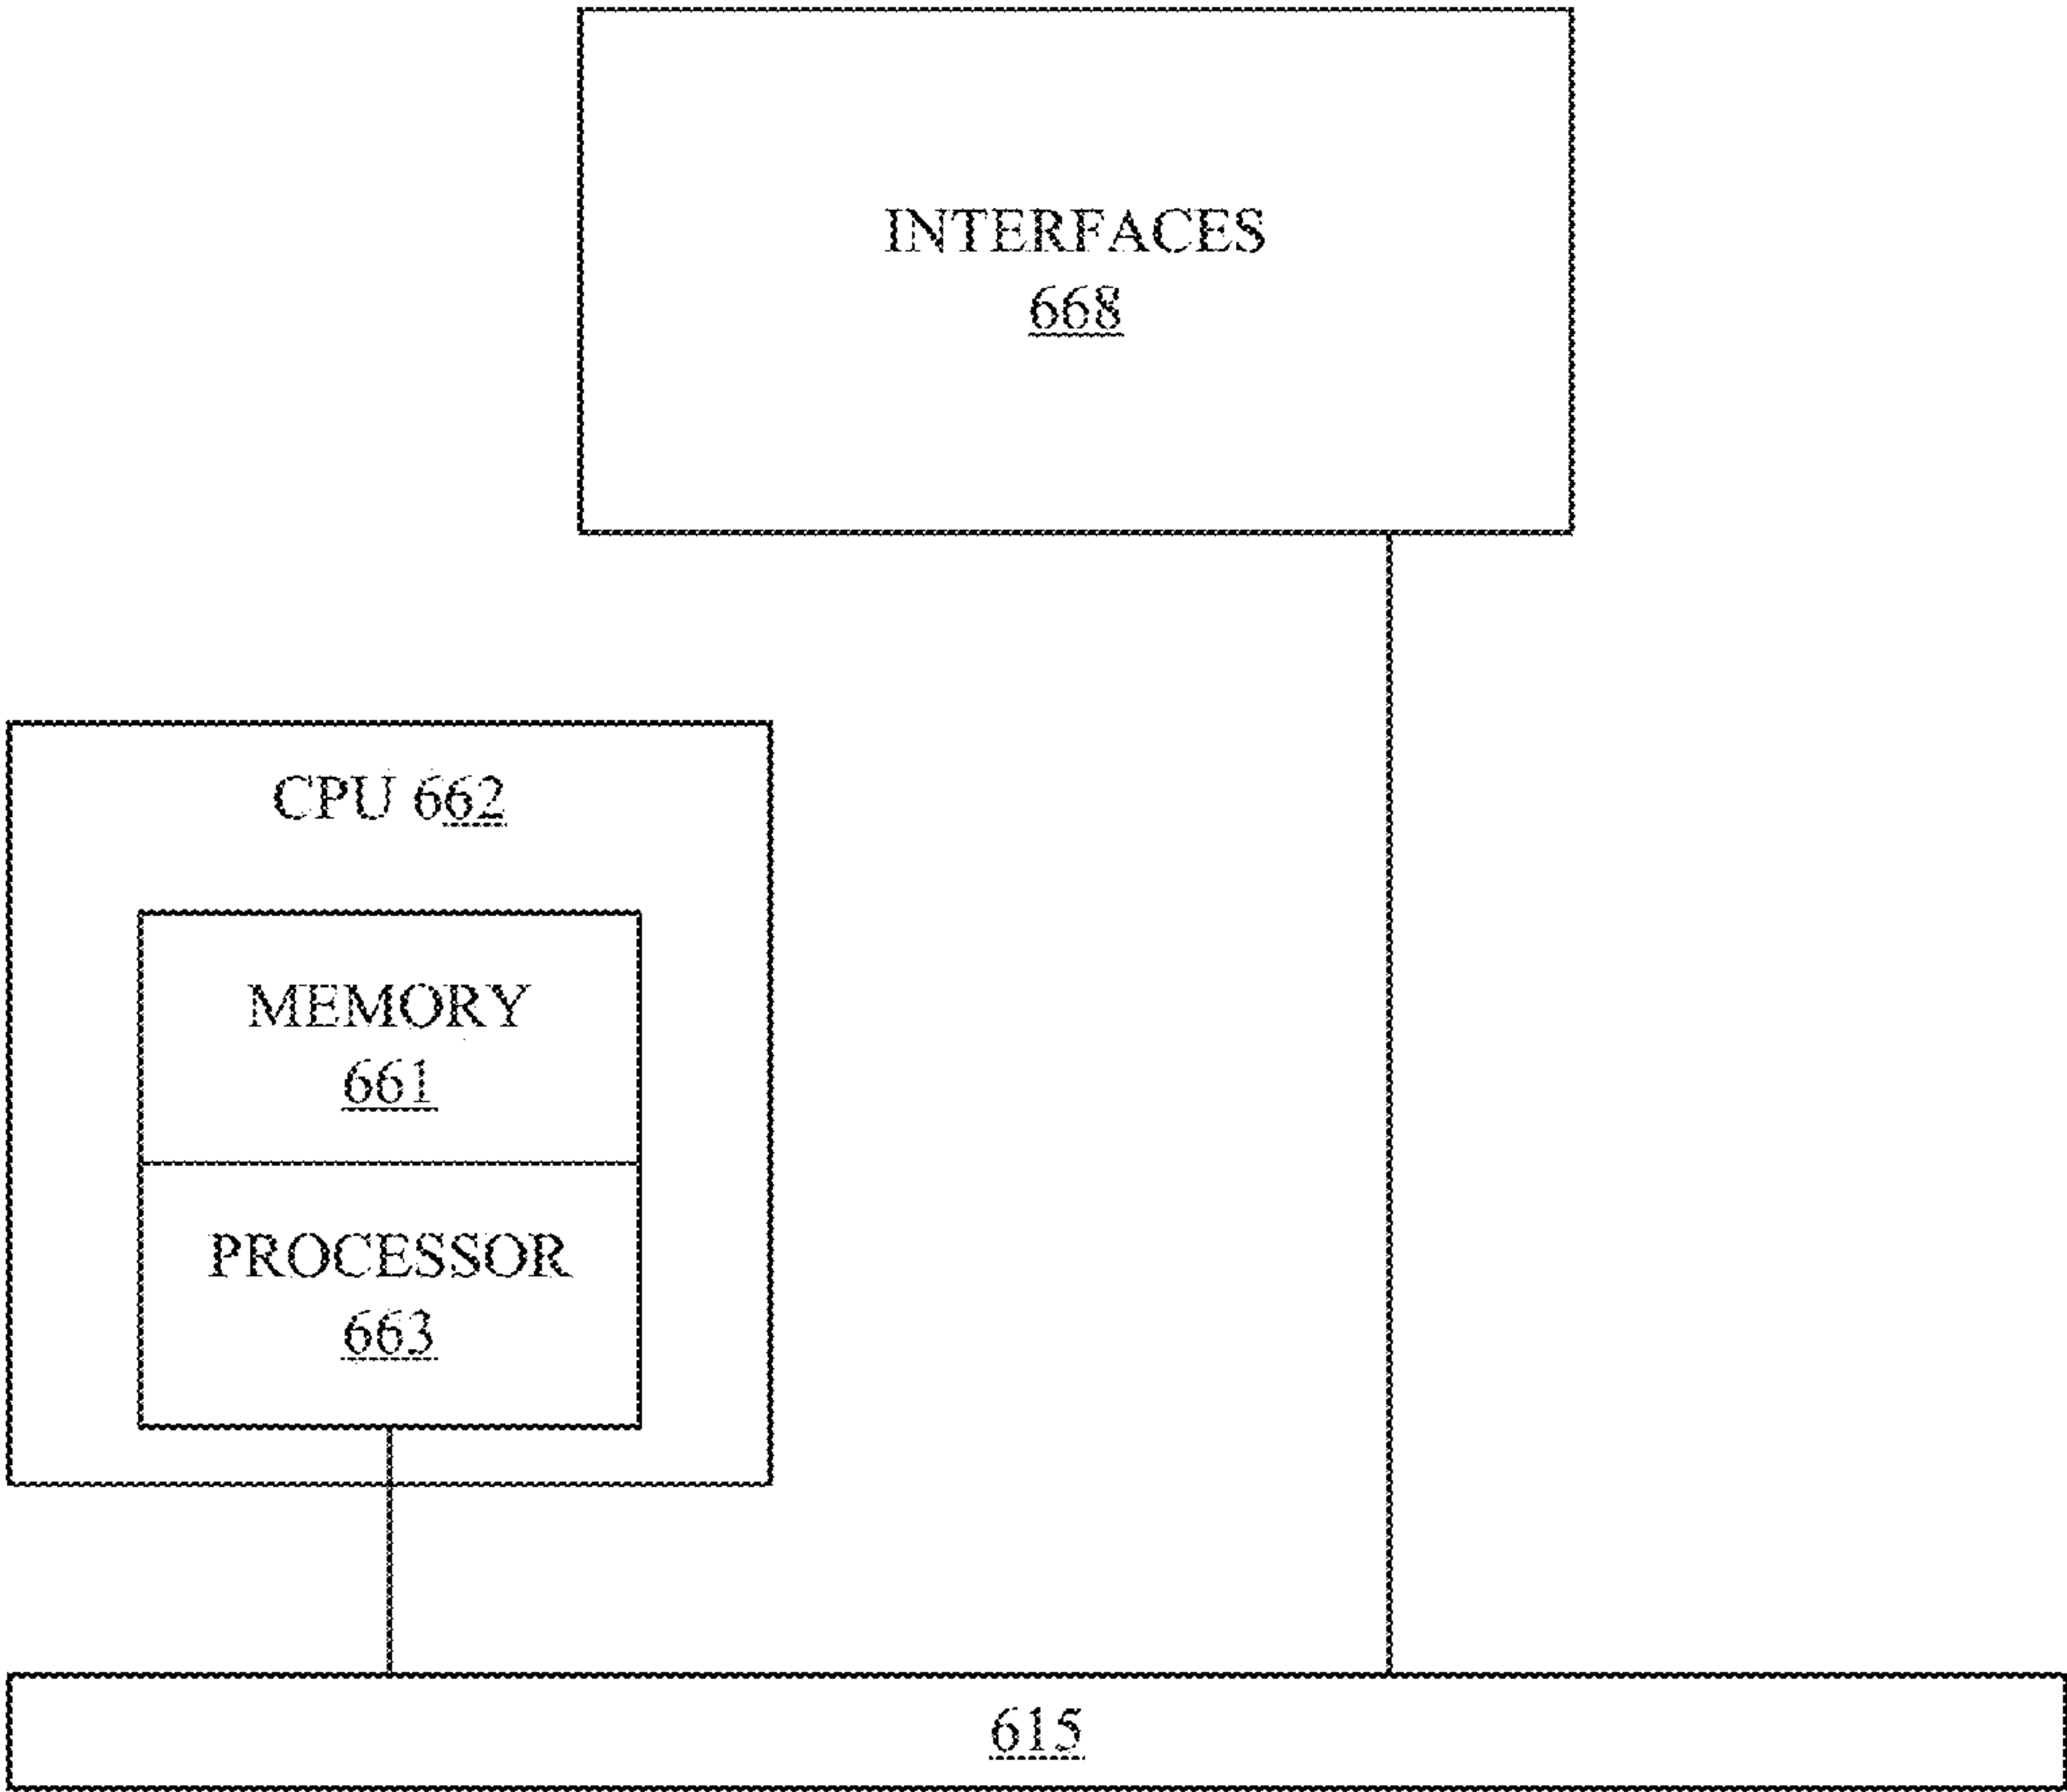 INTERFACES
668
CPU 662
MEMORY
661
PROCESSOR
663
615